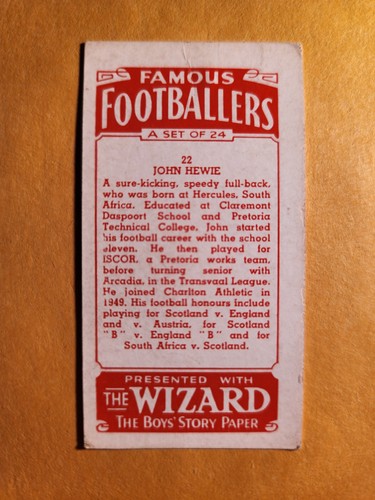 FAMOUS
FOOTBALLERS
A SET OF 24
22
JOHN HEWIE
A sure-kicking, speedy full-back,
who was born at Hercules, South
Africa. Educated at Claremont
Daspoort School and Pretoria
Technical College, John started
his football career with the school
eleven. He then played for
ISCOR, a Pretoria works team,
before turning senior with
Arcadia, in the Transvaal League.
He joined Charlton Athletic in
1949. His football honours include
playing for Scotland v. England
and v. Austria, for Scotland
"B" v. England "B" and for
South Africa v. Scotland.
PRESENTED WITH
THE WIZARD
THE BOYS' STORY PAPER